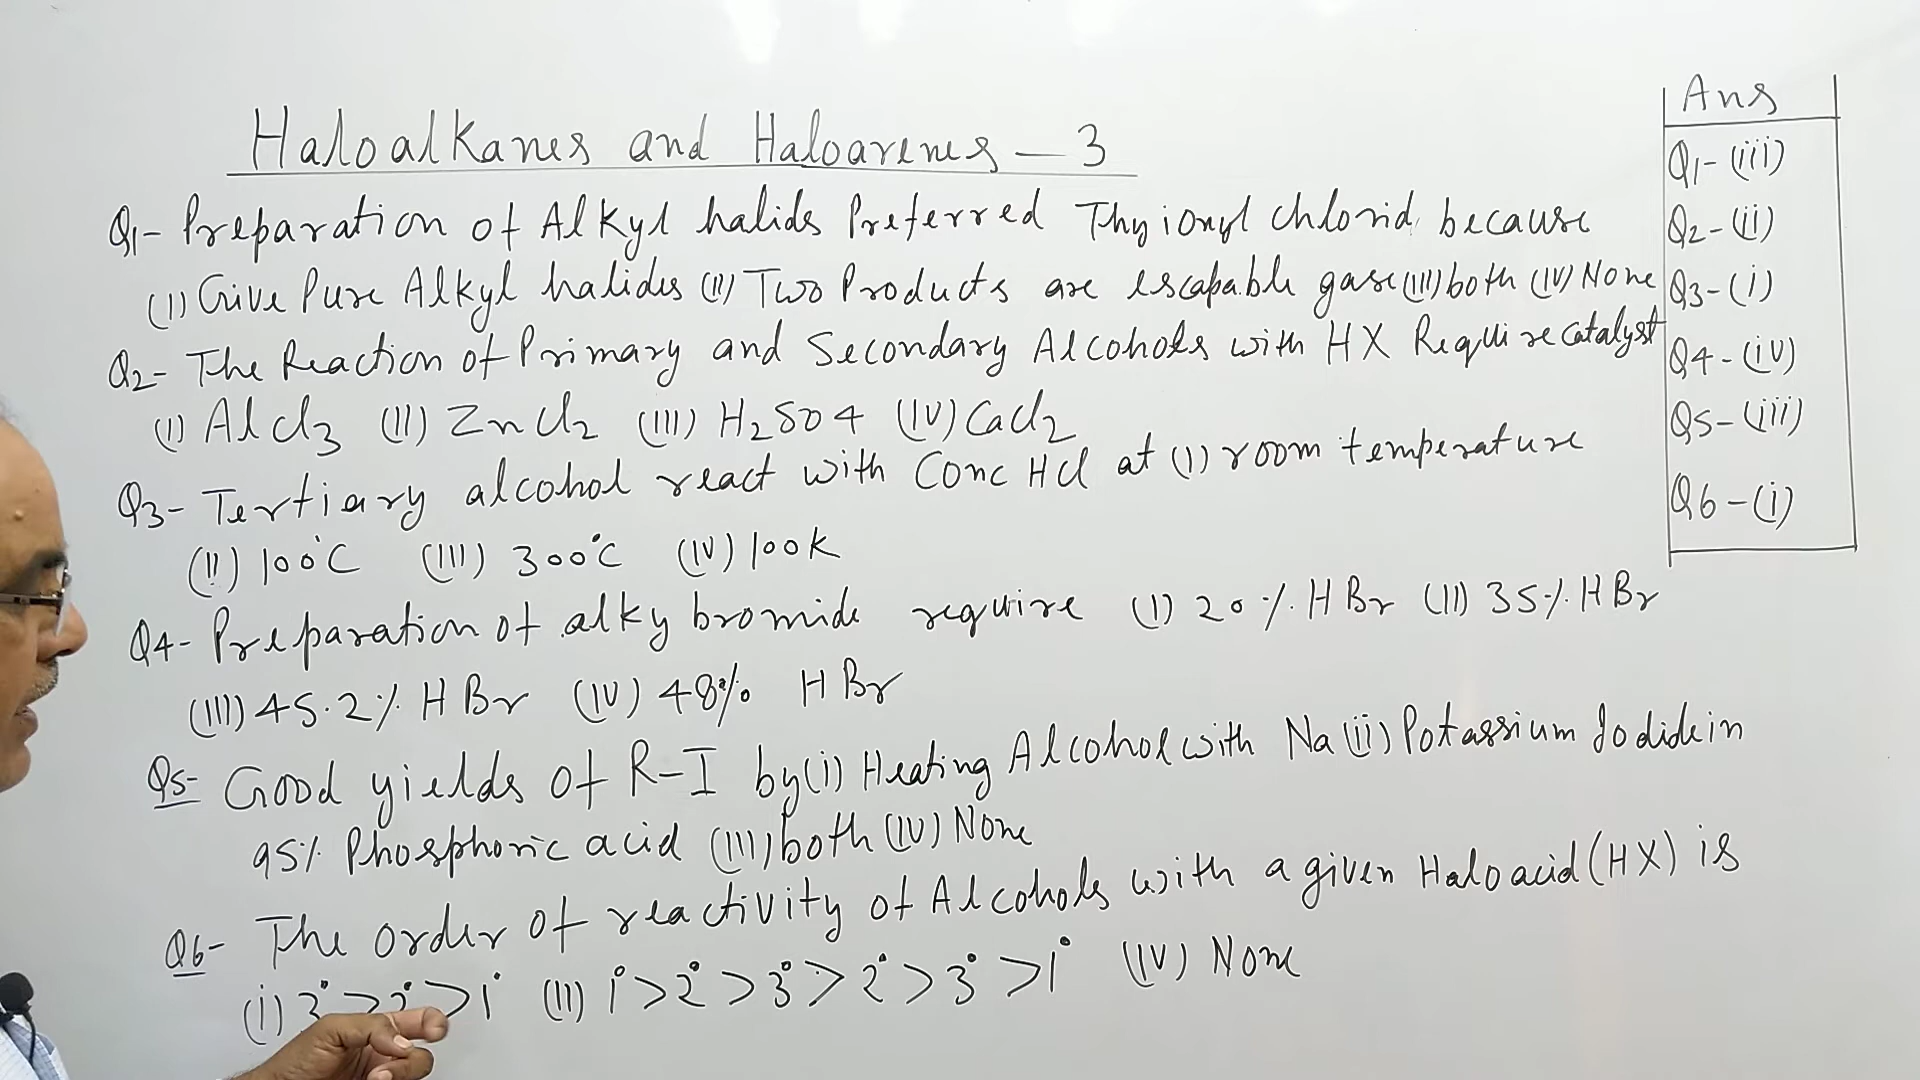 Haloalkanes and Haloarenes - 3
Q1- Preparation of Alkyl halids Preferred Thyionyl chlorid because
(I) Give Pure Alkyl halides (II) Two Products are escapable gase (III) both (IV) None
Q2- The Reaction of Primary and Secondary Alcohols with HX Require catalyst
(I) AlCl3 (II) ZnCl2 (III) H2SO4 (IV) CaCl2
Q3- Tertiary alcohol react with Conc HCl at (I) room temperature
(II) 100°C (III) 300°C (IV) 100K
Q4- Preparation of alky bromide require (I) 20% HBr (II) 35% HBr
(III) 45.2% HBr (IV) 48% HBr
Q5- Good yields of R-I by (i) Heating Alcohol with Na (ii) Potassium Iodide in
95% Phosphoric acid (III) both (IV) None
Q6- The order of reactivity of Alcohols with a given Haloacid (HX) is
(i) 3° > 2° > 1° (II) 1° > 2° > 3° > 2° > 3° > 1° (IV) None
Ans
Q1- (iii)
Q2- (ii)
Q3- (i)
Q4- (iv)
Q5- (iii)
Q6- (i)